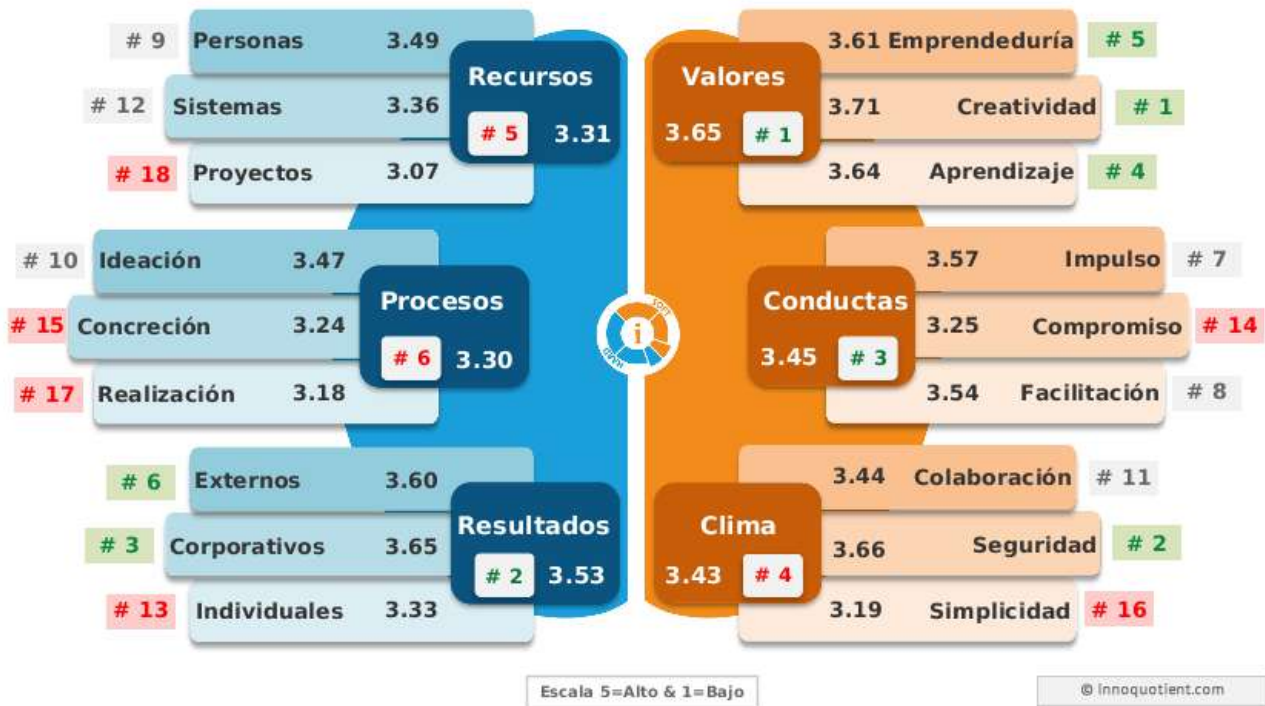 # 9 Personas 3.49
# 12 Sistemas 3.36
# 18 Proyectos 3.07
Recursos
# 5 3.31
# 10 Ideación 3.47
# 15 Concreción 3.24
# 17 Realización 3.18
Procesos
# 6 3.30
# 6 Externos 3.60
# 3 Corporativos 3.65
# 13 Individuales 3.33
Resultados
# 2 3.53
SOFT
i
HARD
Valores
3.65 # 1
3.61 Emprendeduría # 5
3.71 Creatividad # 1
3.64 Aprendizaje # 4
Conductas
3.45 # 3
3.57 Impulso # 7
3.25 Compromiso # 14
3.54 Facilitación # 8
Clima
3.43 # 4
3.44 Colaboración # 11
3.66 Seguridad # 2
3.19 Simplicidad # 16
Escala 5=Alto & 1=Bajo
© innoquotient.com